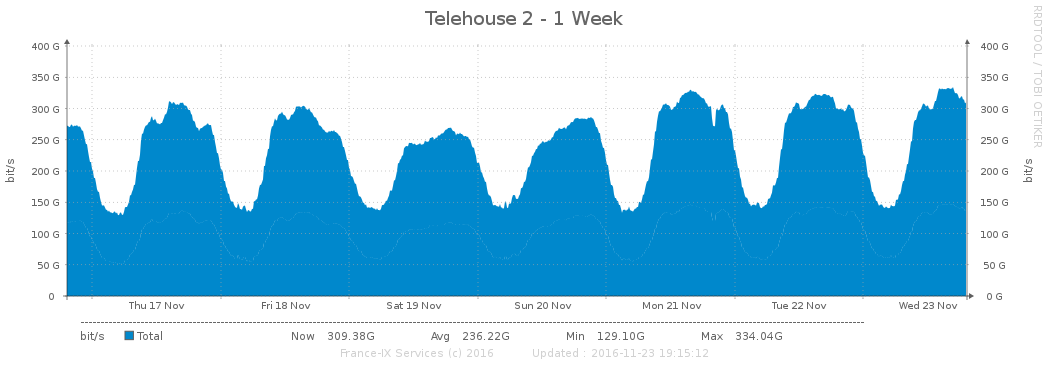 Telehouse 2 - 1 Week
RRDTOOL / TOBI OETIKER
400 G 400 G
350 G 350 G
300 G 300 G
250 G 250 G
200 G 200 G
150 G 150 G
100 G 100 G
50 G 50 G
0 0 G
bit/s bit/s
Thu 17 Nov Fri 18 Nov Sat 19 Nov Sun 20 Nov Mon 21 Nov Tue 22 Nov Wed 23 Nov
bit/s Total Now 309.38G Avg 236.22G Min 129.10G Max 334.04G
France-IX Services (c) 2016 Updated : 2016-11-23 19:15:12